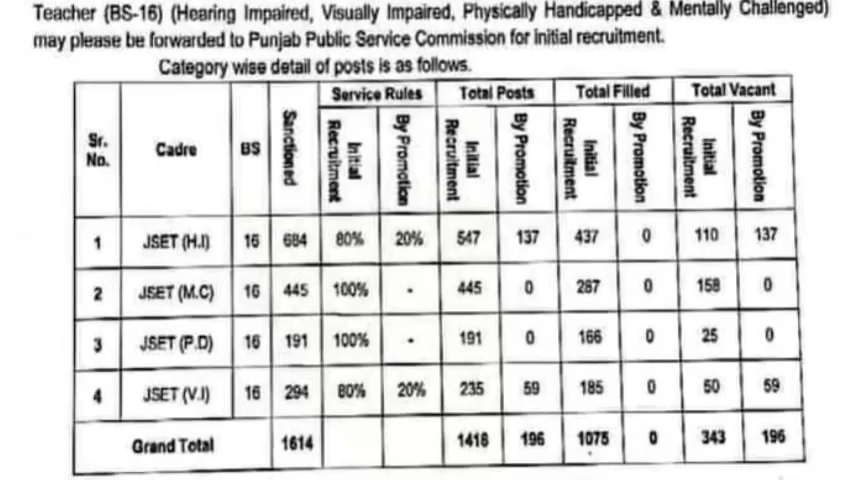 Teacher (BS-16) (Hearing Impaired, Visually Impaired, Physically Handicapped & Mentally Challenged)
may please be forwarded to Punjab Public Service Commission for initial recruitment.
Category wise detail of posts is as follows.
Sr. No. Cadre BS Sanctioned Service Rules Total Posts Total Filled Total Vacant
Initial Recruitment By Promotion Initial Recruitment By Promotion Initial Recruitment By Promotion Initial Recruitment By Promotion
1 JSET (H.I) 16 684 80% 20% 547 137 437 0 110 137
2 JSET (M.C) 16 445 100% - 445 0 287 0 158 0
3 JSET (P.D) 16 191 100% - 191 0 166 0 25 0
4 JSET (V.I) 16 294 80% 20% 235 59 185 0 50 59
Grand Total 1614 1418 196 1075 0 343 196